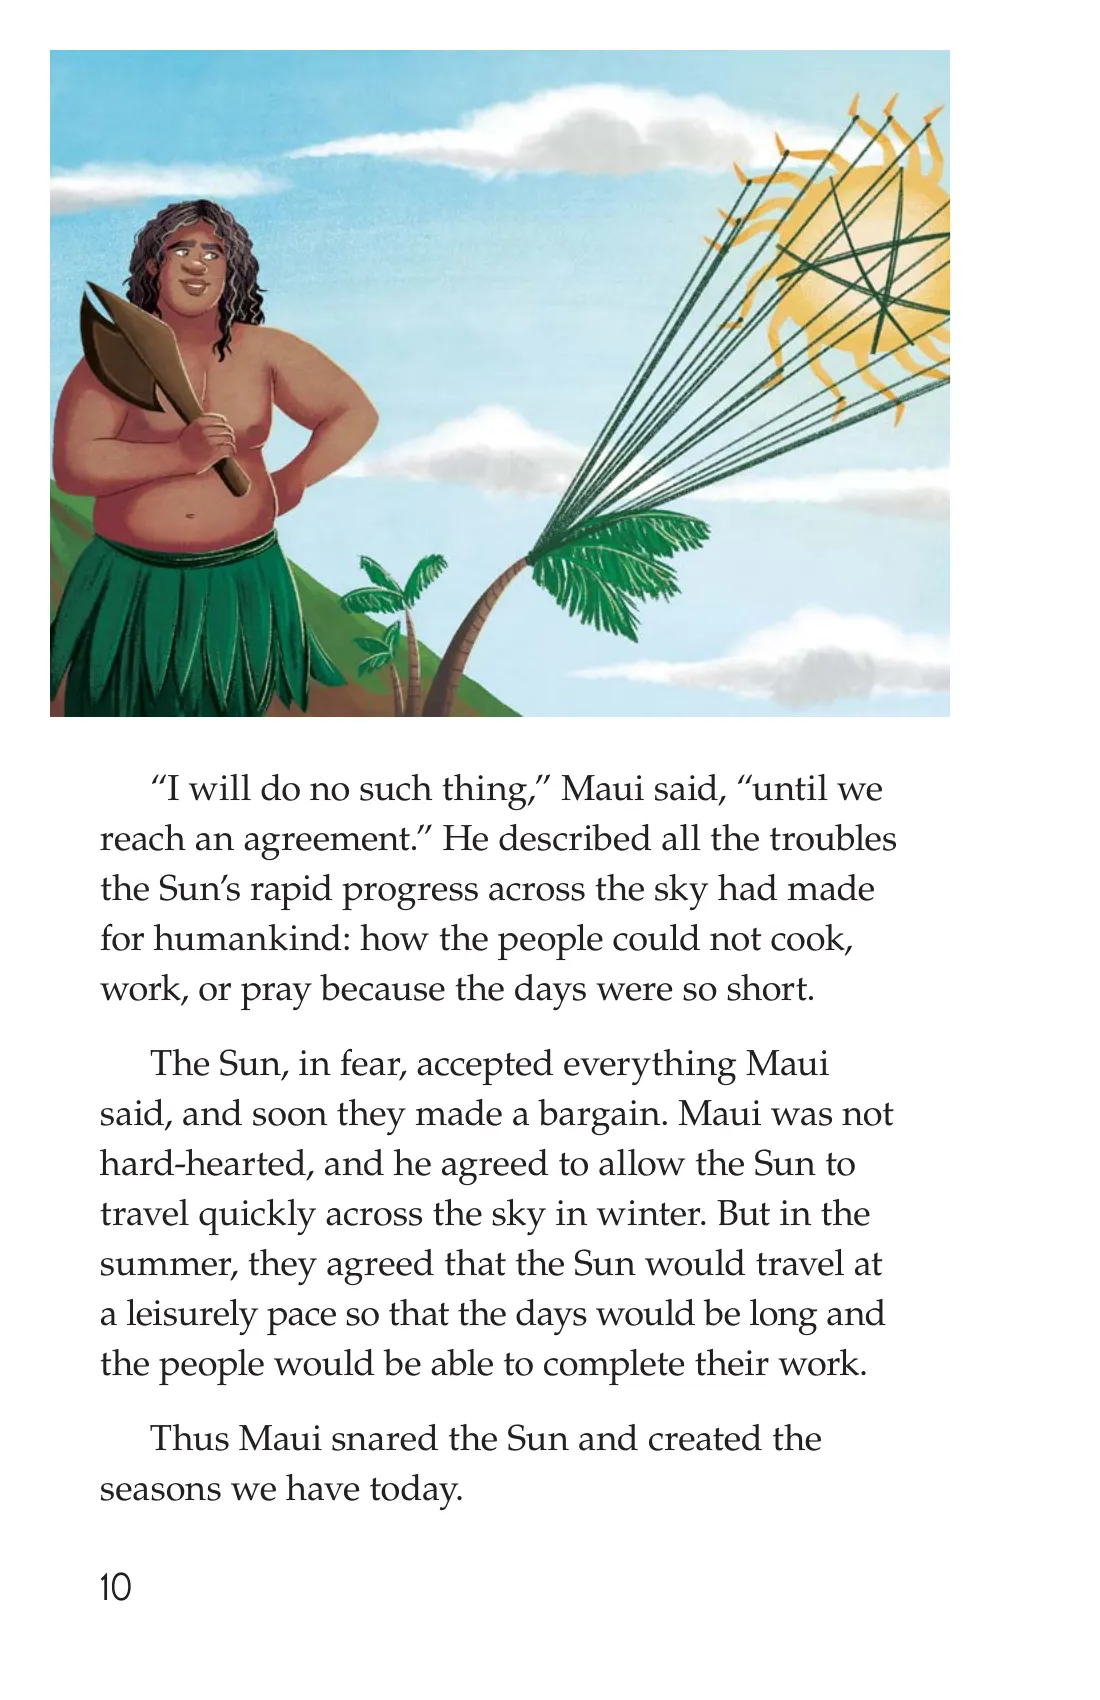 “I will do no such thing,” Maui said, “until we
reach an agreement.” He described all the troubles
the Sun’s rapid progress across the sky had made
for humankind: how the people could not cook,
work, or pray because the days were so short.
The Sun, in fear, accepted everything Maui
said, and soon they made a bargain. Maui was not
hard-hearted, and he agreed to allow the Sun to
travel quickly across the sky in winter. But in the
summer, they agreed that the Sun would travel at
a leisurely pace so that the days would be long and
the people would be able to complete their work.
Thus Maui snared the Sun and created the
seasons we have today.
10